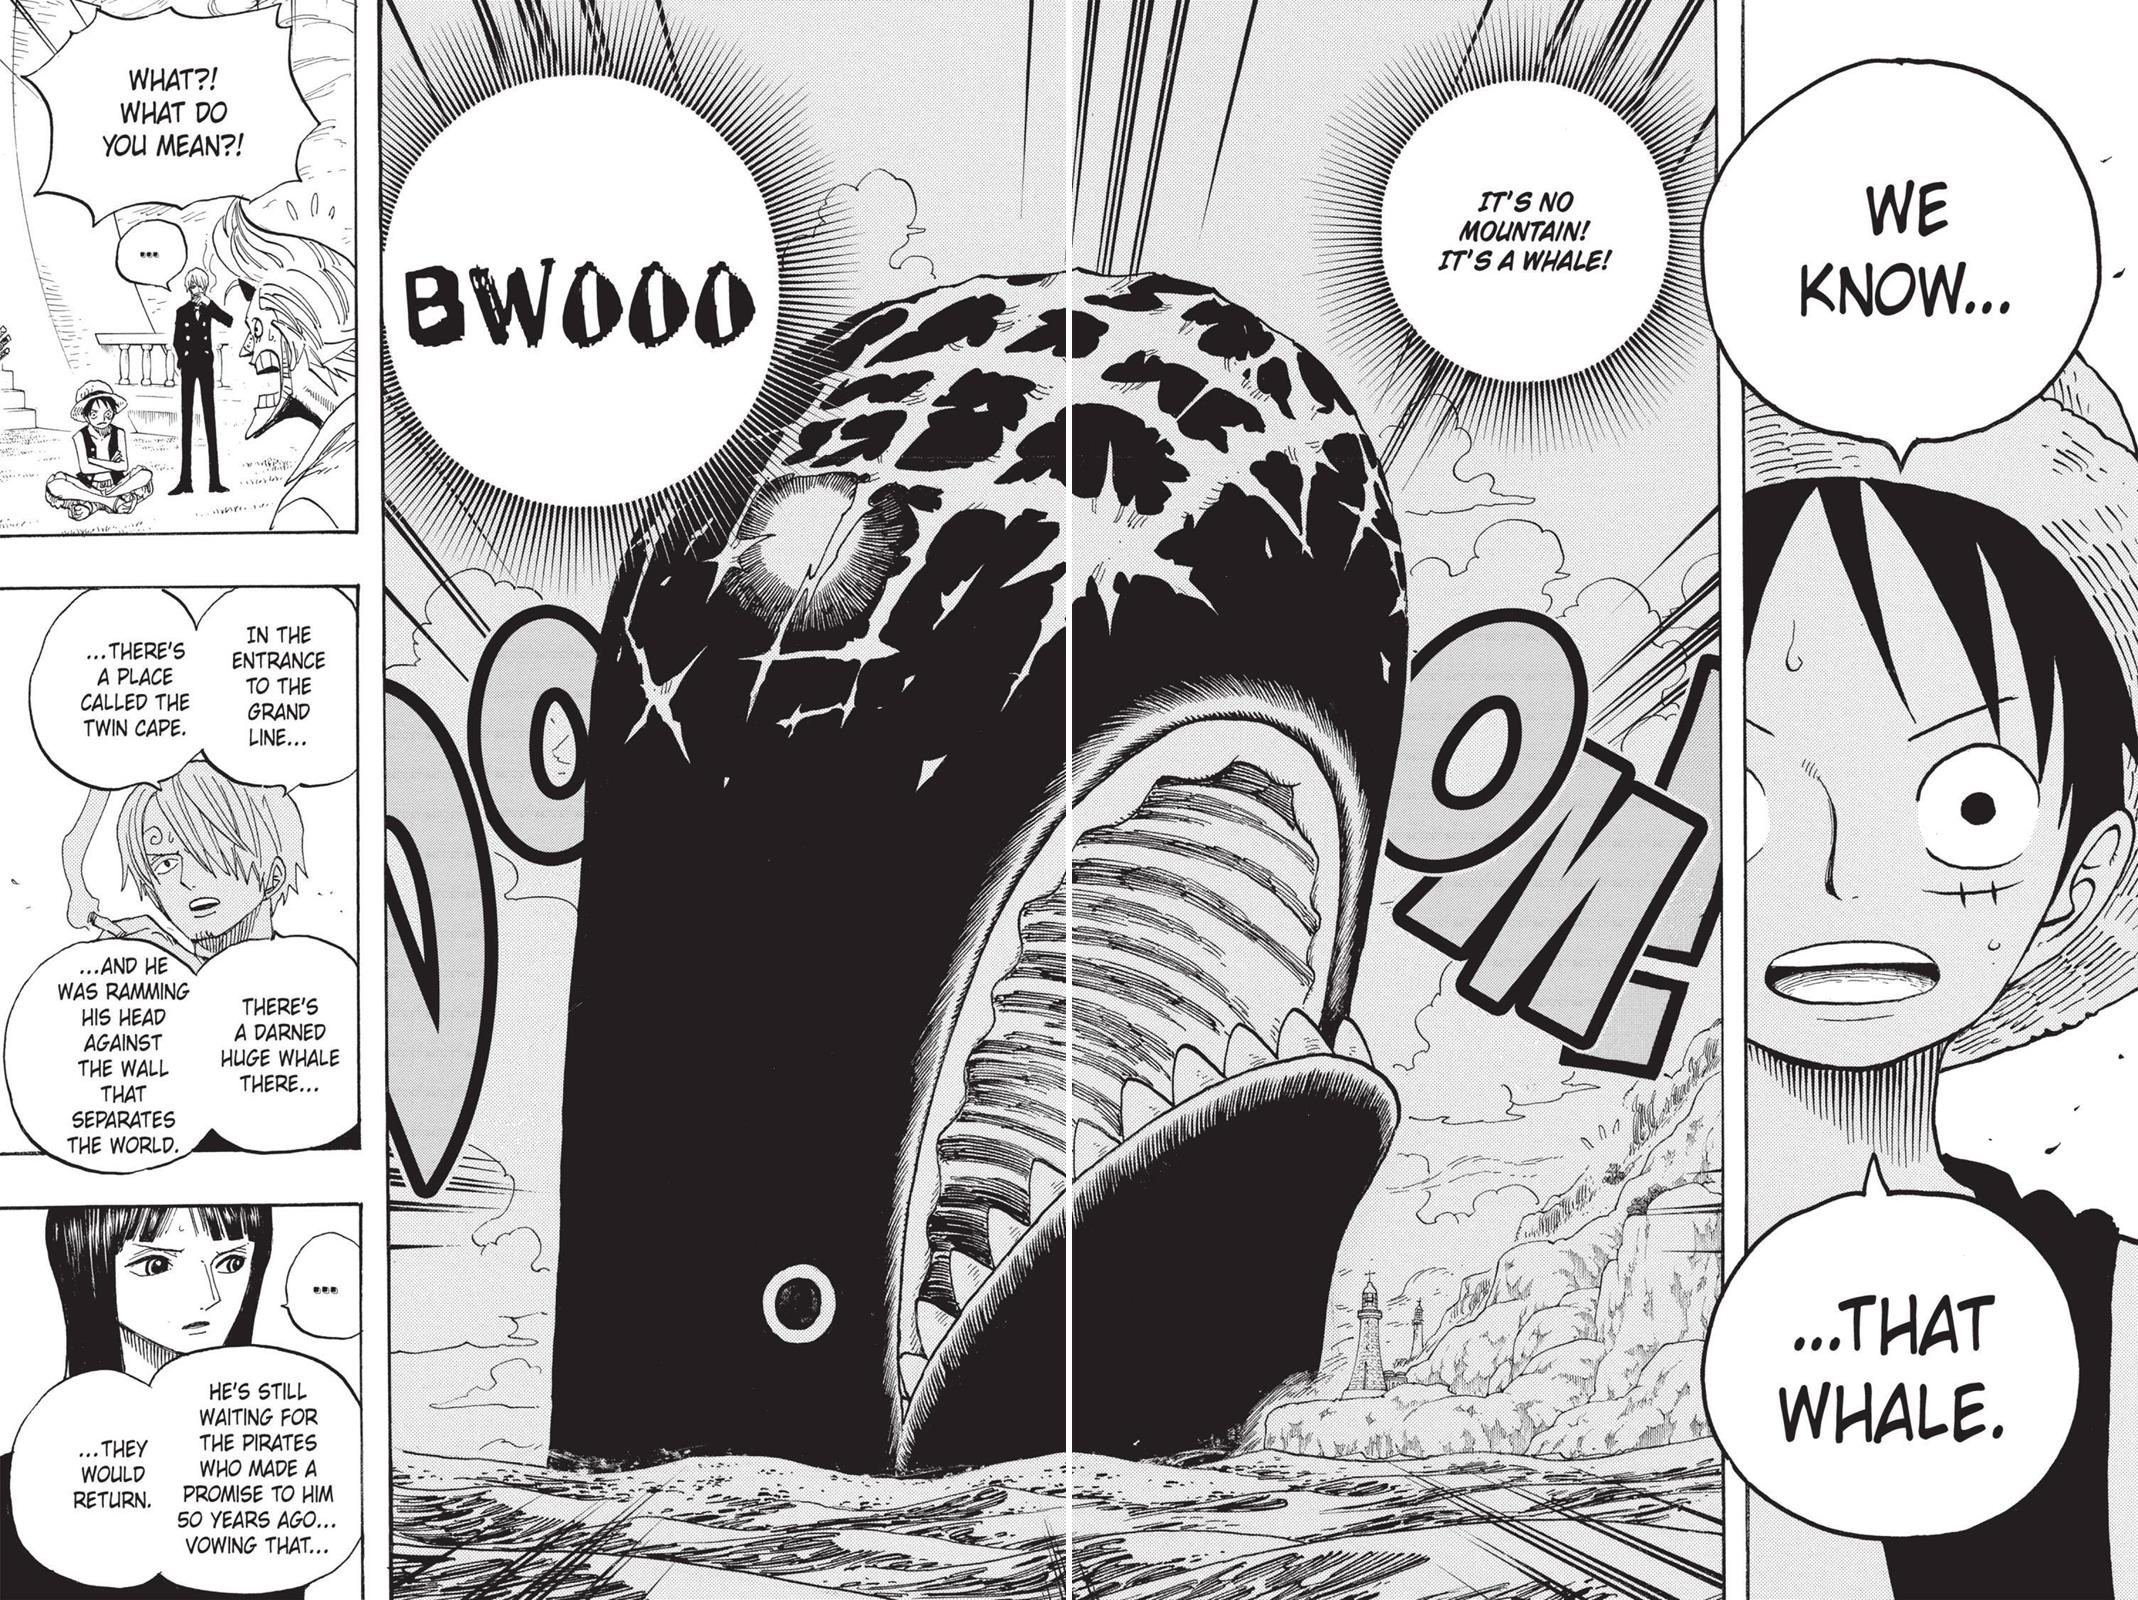 WE
KNOW...
...THAT
WHALE.
IT'S NO
MOUNTAIN!
IT'S A WHALE!
BWOOO
OOOM!
WHAT?!
WHAT DO
YOU MEAN?!
...
IN THE
ENTRANCE
TO THE
GRAND
LINE...
...THERE'S
A PLACE
CALLED THE
TWIN CAPE.
THERE'S
A DARNED
HUGE WHALE
THERE...
...AND HE
WAS RAMMING
HIS HEAD
AGAINST
THE WALL
THAT
SEPARATES
THE WORLD.
...
HE'S STILL
WAITING FOR
THE PIRATES
WHO MADE A
PROMISE TO HIM
50 YEARS AGO...
VOWING THAT...
...THEY
WOULD
RETURN.